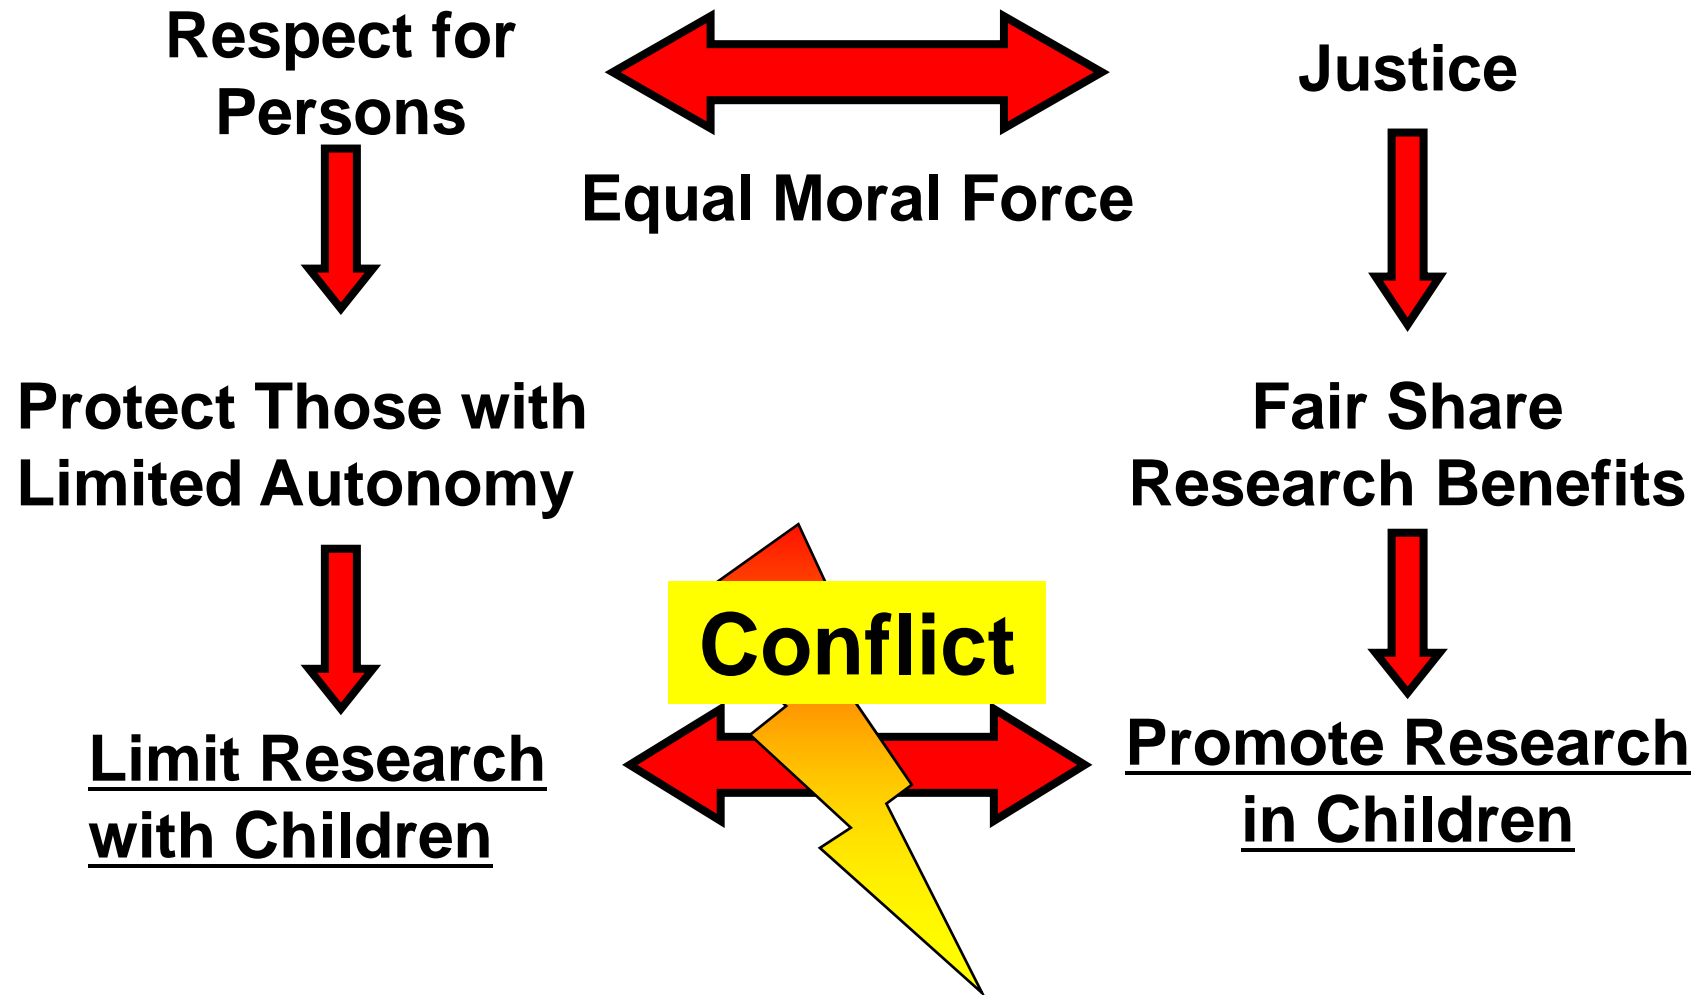 Respect for
Persons
Justice
Equal Moral Force
Protect Those with
Limited Autonomy
Fair Share
Research Benefits
Conflict
Limit Research
with Children
Promote Research
in Children